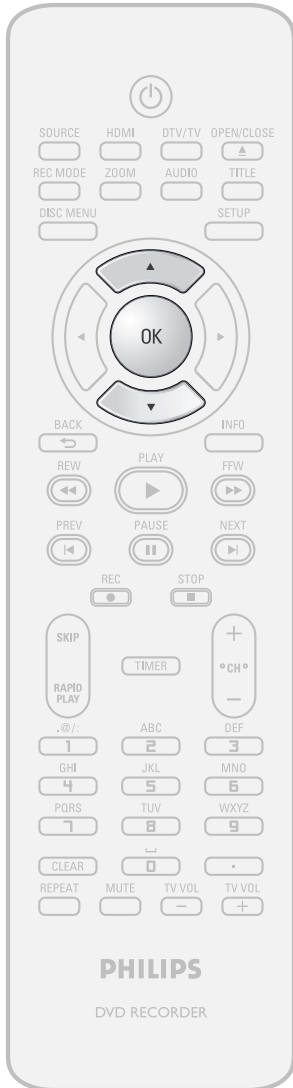 SOURCE HDMI DTV/TV OPEN/CLOSE
REC MODE ZOOM AUDIO TITLE
DISC MENU SETUP
OK
BACK INFO
REW PLAY FFW
PREV PAUSE NEXT
REC STOP
SKIP
RAPID
PLAY
TIMER
+
CH
−
.@/: ABC DEF
1 2 3
GHI JKL MNO
4 5 6
PQRS TUV WXYZ
7 8 9
CLEAR 0 .
REPEAT MUTE TV VOL − TV VOL +
PHILIPS
DVD RECORDER